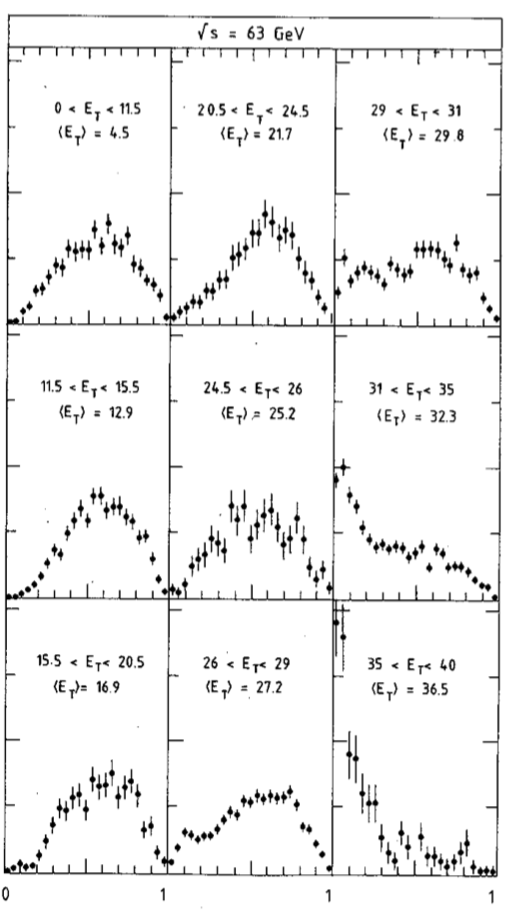 √s = 63 GeV
0 < E_T < 11.5
⟨E_T⟩ = 4.5
20.5 < E_T < 24.5
⟨E_T⟩ = 21.7
29 < E_T < 31
⟨E_T⟩ = 29.8
11.5 < E_T < 15.5
⟨E_T⟩ = 12.9
24.5 < E_T < 26
⟨E_T⟩ = 25.2
31 < E_T < 35
⟨E_T⟩ = 32.3
15.5 < E_T < 20.5
⟨E_T⟩ = 16.9
26 < E_T < 29
⟨E_T⟩ = 27.2
35 < E_T < 40
⟨E_T⟩ = 36.5
0 1 1 1